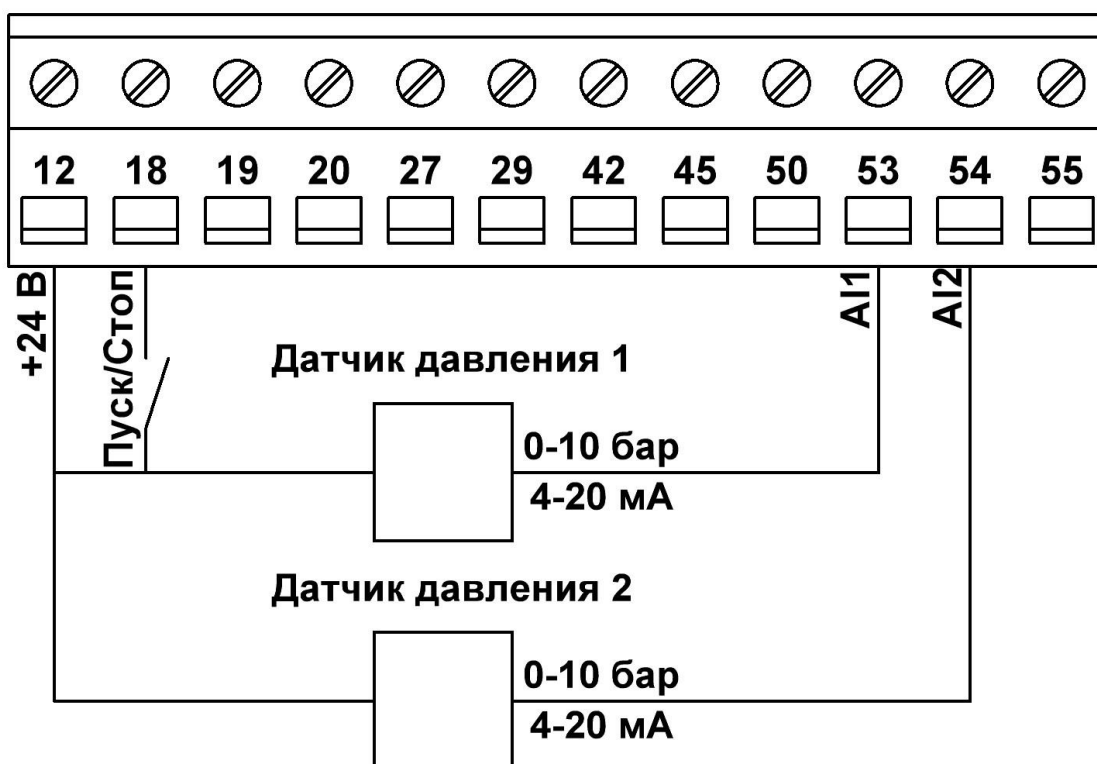 12 18 19 20 27 29 42 45 50 53 54 55
+24 В
Пуск/Стоп
AI1
AI2
Датчик давления 1
0-10 бар
4-20 мА
Датчик давления 2
0-10 бар
4-20 мА